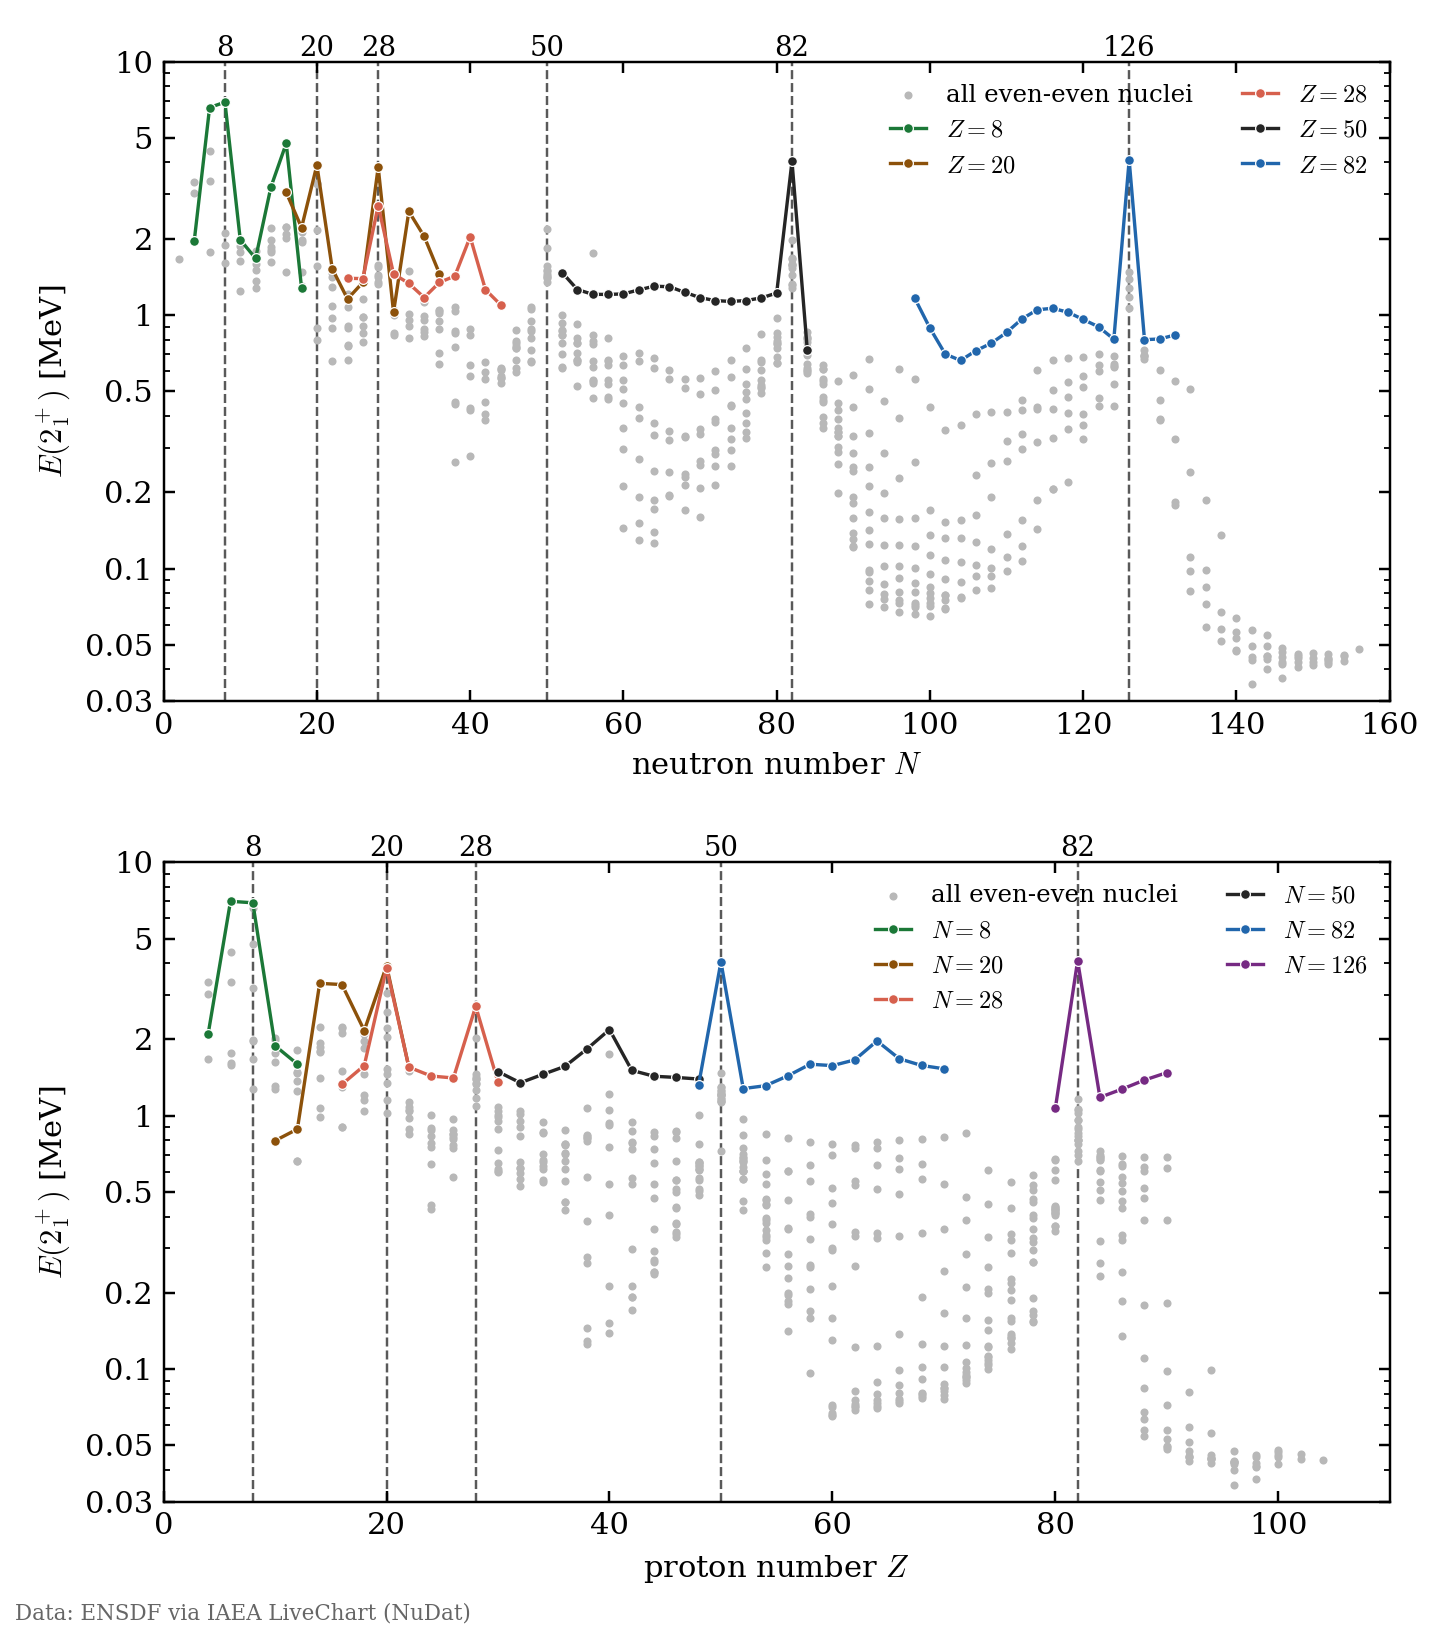 8 20 28 50 82 126
10
5
2
1
0.5
0.2
0.1
0.05
0.03
E(2₁⁺) [MeV]
all even-even nuclei
Z = 8
Z = 20
Z = 28
Z = 50
Z = 82
0 20 40 60 80 100 120 140 160
neutron number N
8 20 28 50 82
10
5
2
1
0.5
0.2
0.1
0.05
0.03
E(2₁⁺) [MeV]
all even-even nuclei
N = 8
N = 20
N = 28
N = 50
N = 82
N = 126
0 20 40 60 80 100
proton number Z
Data: ENSDF via IAEA LiveChart (NuDat)